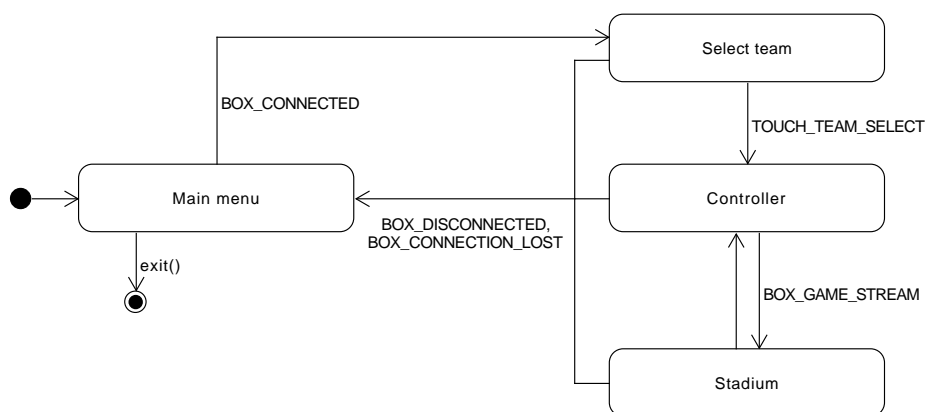 Select team
BOX_CONNECTED
TOUCH_TEAM_SELECT
Main menu
Controller
BOX_DISCONNECTED,
BOX_CONNECTION_LOST
exit()
BOX_GAME_STREAM
Stadium